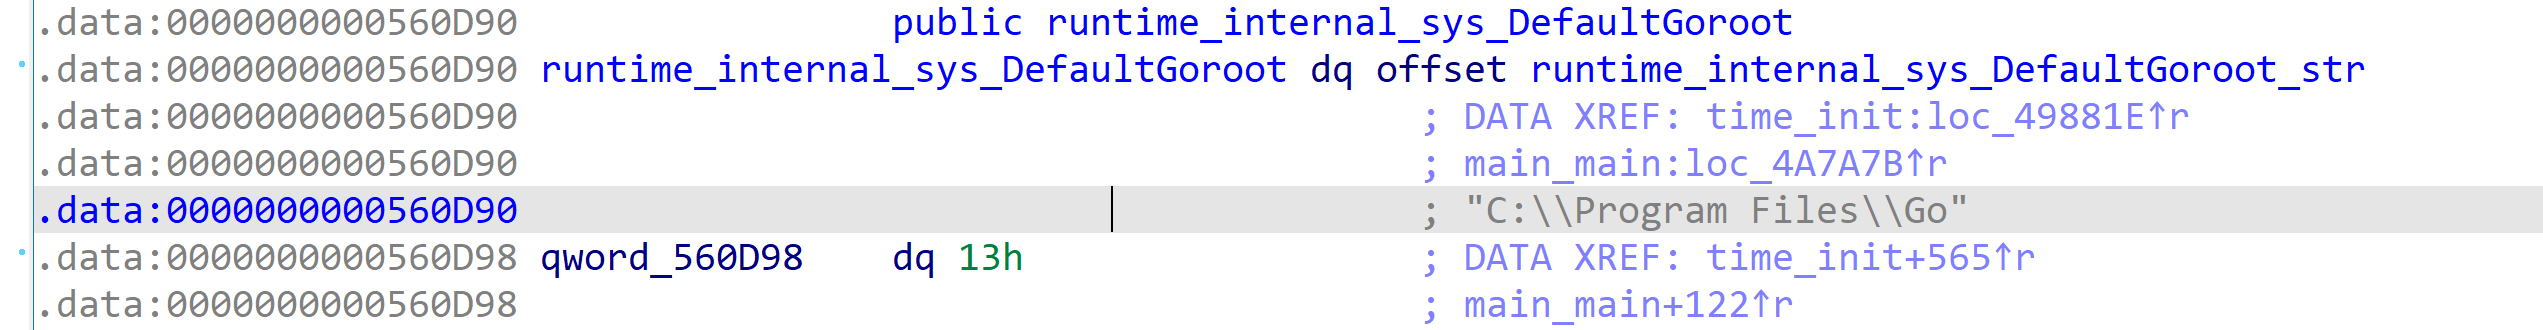 .data:0000000000560D90 public runtime_internal_sys_DefaultGoroot
.data:0000000000560D90 runtime_internal_sys_DefaultGoroot dq offset runtime_internal_sys_DefaultGoroot_str
.data:0000000000560D90 ; DATA XREF: time_init:loc_49881E↑r
.data:0000000000560D90 ; main_main:loc_4A7A7B↑r
.data:0000000000560D90 ; "C:\\Program Files\\Go"
.data:0000000000560D98 qword_560D98 dq 13h ; DATA XREF: time_init+565↑r
.data:0000000000560D98 ; main_main+122↑r